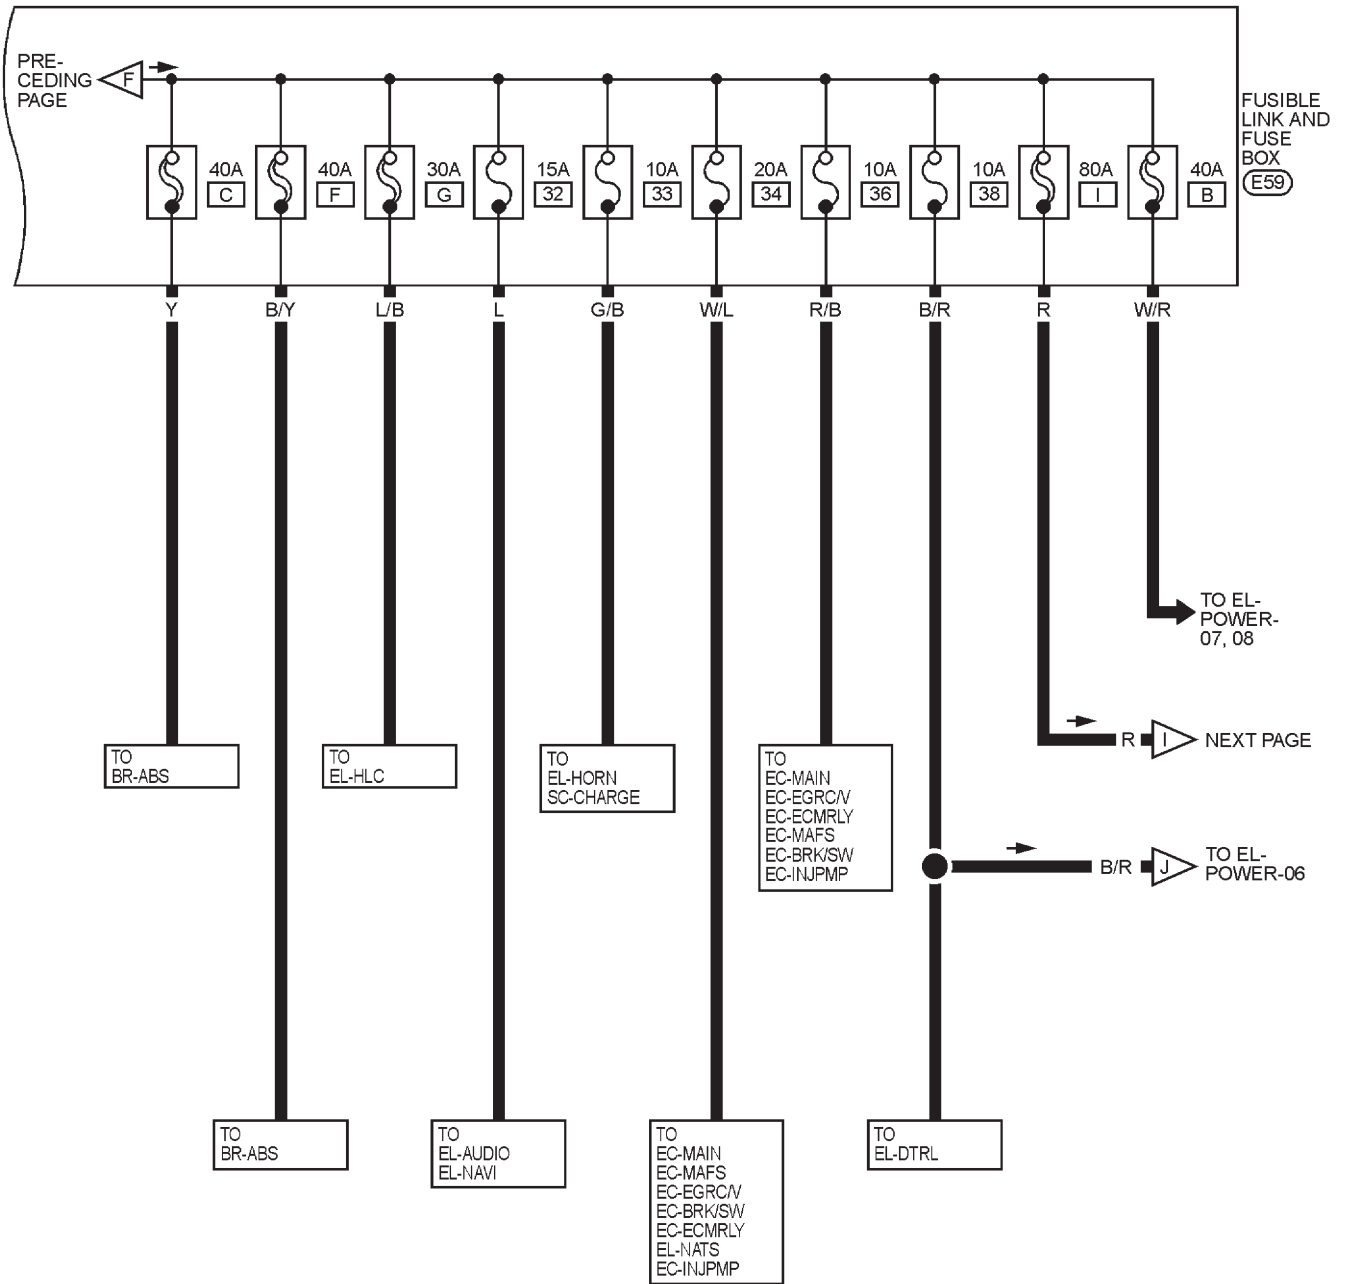 PRE-
CEDING
PAGE
F
FUSIBLE
LINK AND
FUSE
BOX
E59
40A
C
40A
F
30A
G
15A
32
10A
33
20A
34
10A
36
10A
38
80A
I
40A
B
Y
B/Y
L/B
L
G/B
W/L
R/B
B/R
R
W/R
TO EL-
POWER-
07, 08
R
I
NEXT PAGE
TO
BR-ABS
TO
EL-HLC
TO
EL-HORN
SC-CHARGE
TO
EC-MAIN
EC-EGRC/V
EC-ECMRLY
EC-MAFS
EC-BRK/SW
EC-INJPMP
B/R
J
TO EL-
POWER-06
TO
BR-ABS
TO
EL-AUDIO
EL-NAVI
TO
EC-MAIN
EC-MAFS
EC-EGRC/V
EC-BRK/SW
EC-ECMRLY
EL-NATS
EC-INJPMP
TO
EL-DTRL